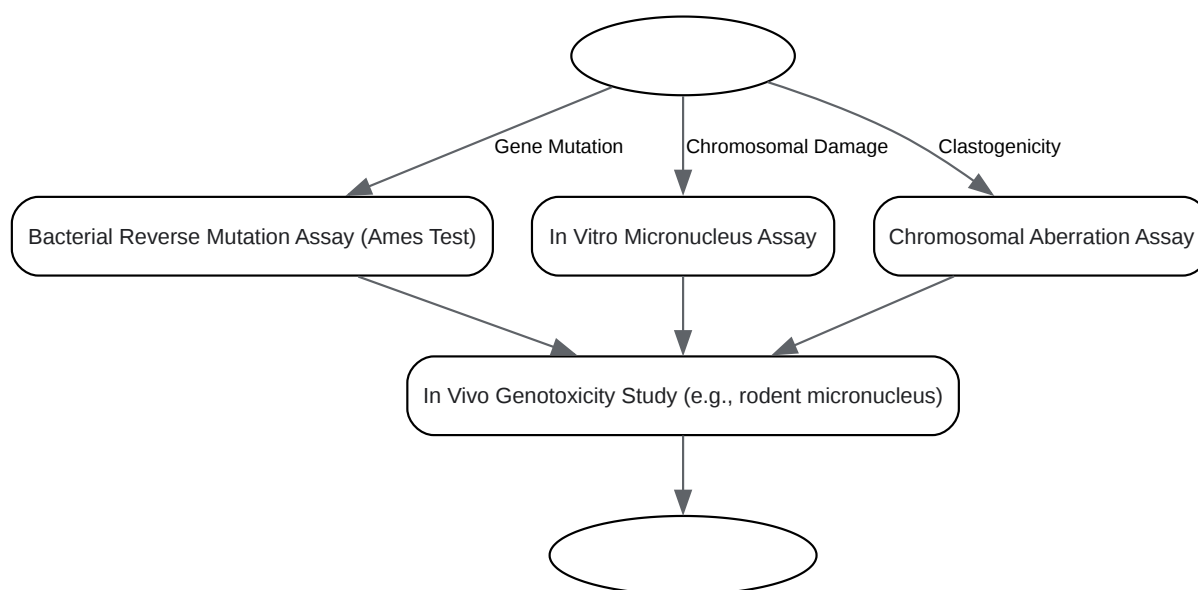 Gene Mutation
Chromosomal Damage
Clastogenicity
Bacterial Reverse Mutation Assay (Ames Test)
In Vitro Micronucleus Assay
Chromosomal Aberration Assay
In Vivo Genotoxicity Study (e.g., rodent micronucleus)